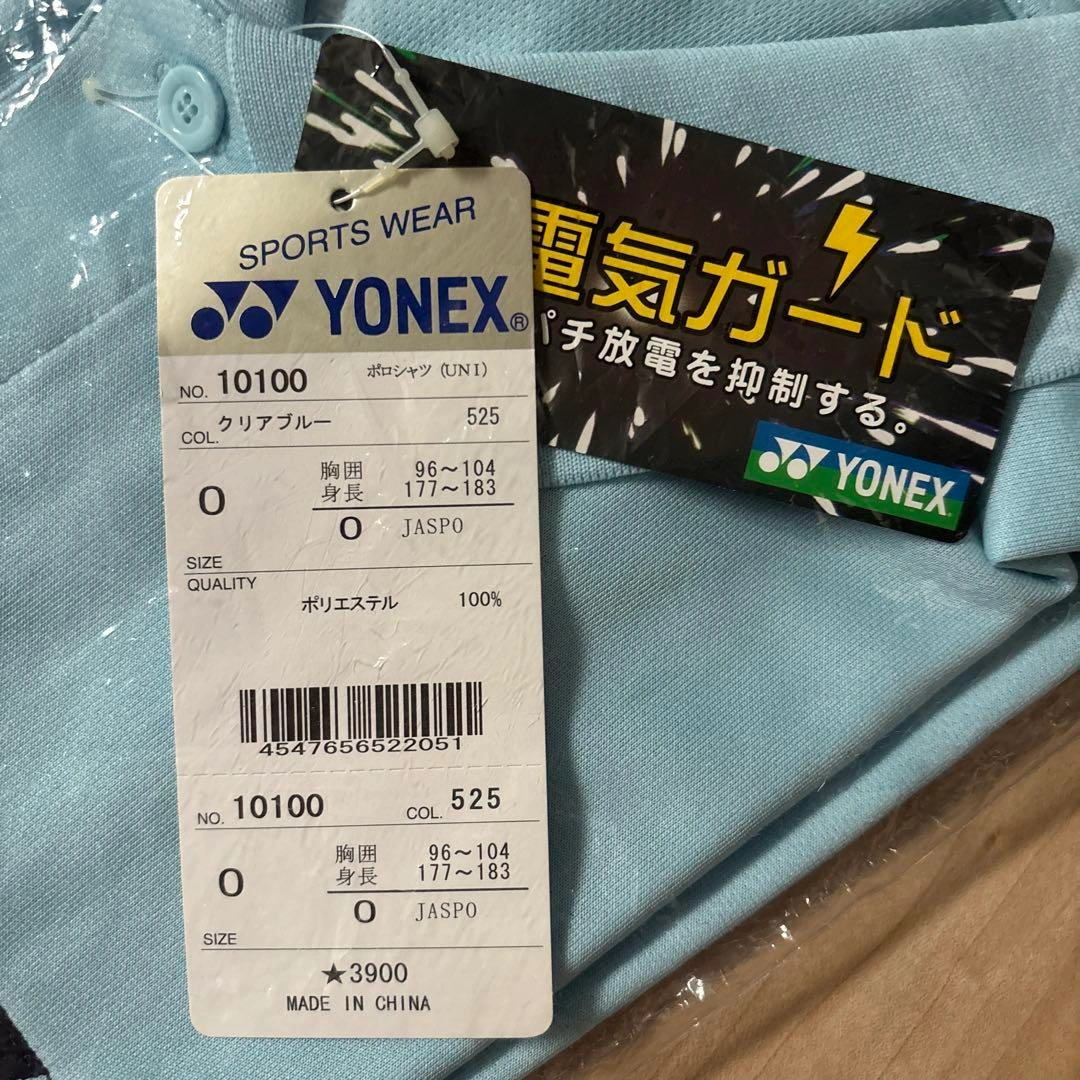 SPORTS WEAR
YONEX®
NO. 10100 ポロシャツ (UNI)
COL. クリアブルー 525
胸囲 96～104
身長 177～183
O
O JASPO
SIZE
QUALITY
ポリエステル 100%
4547656522051
NO. 10100 COL. 525
胸囲 96～104
身長 177～183
O
O JASPO
SIZE
★3900
MADE IN CHINA
電気ガード
パチ放電を抑制する。
YONEX